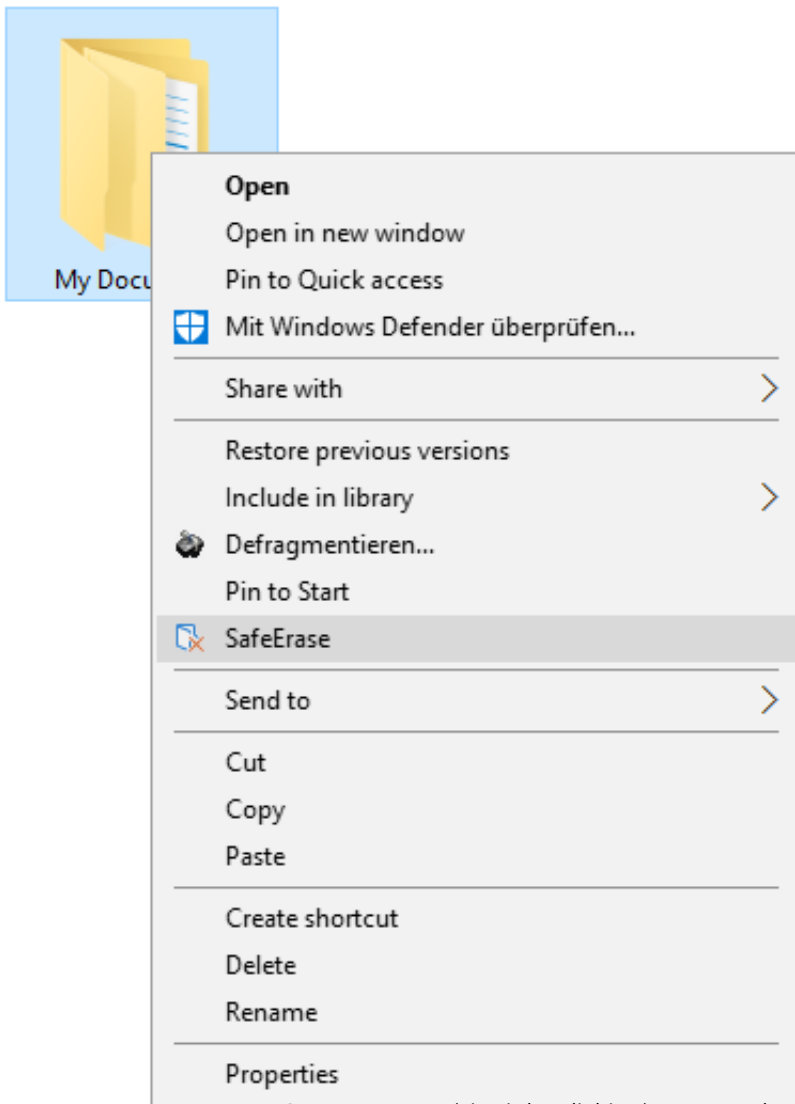 My Docu
Open
Open in new window
Pin to Quick access
Mit Windows Defender überprüfen...
Share with
Restore previous versions
Include in library
Defragmentieren...
Pin to Start
SafeErase
Send to
Cut
Copy
Paste
Create shortcut
Delete
Rename
Properties